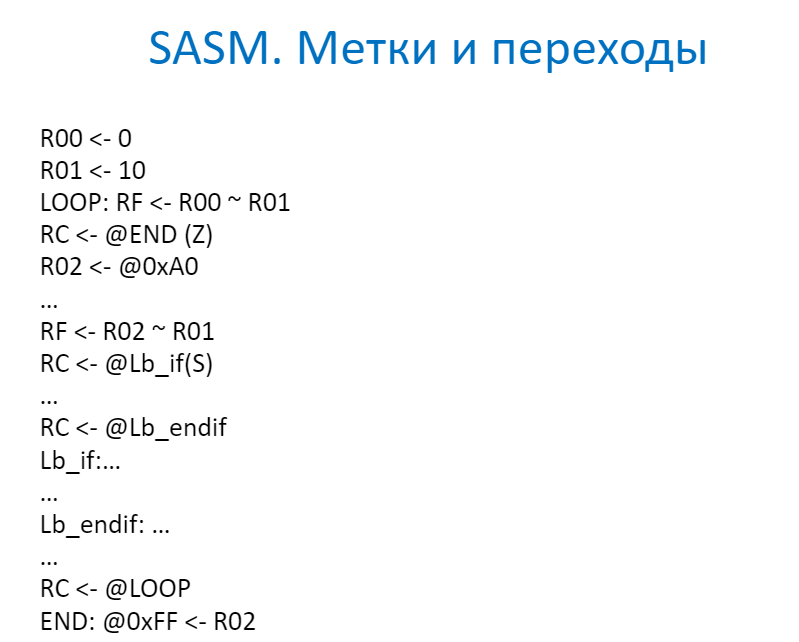 SASM. Метки и переходы
R00 <- 0
R01 <- 10
LOOP: RF <- R00 ~ R01
RC <- @END (Z)
R02 <- @0xA0
...
RF <- R02 ~ R01
RC <- @Lb_if(S)
...
RC <- @Lb_endif
Lb_if:...
...
Lb_endif: ...
...
RC <- @LOOP
END: @0xFF <- R02